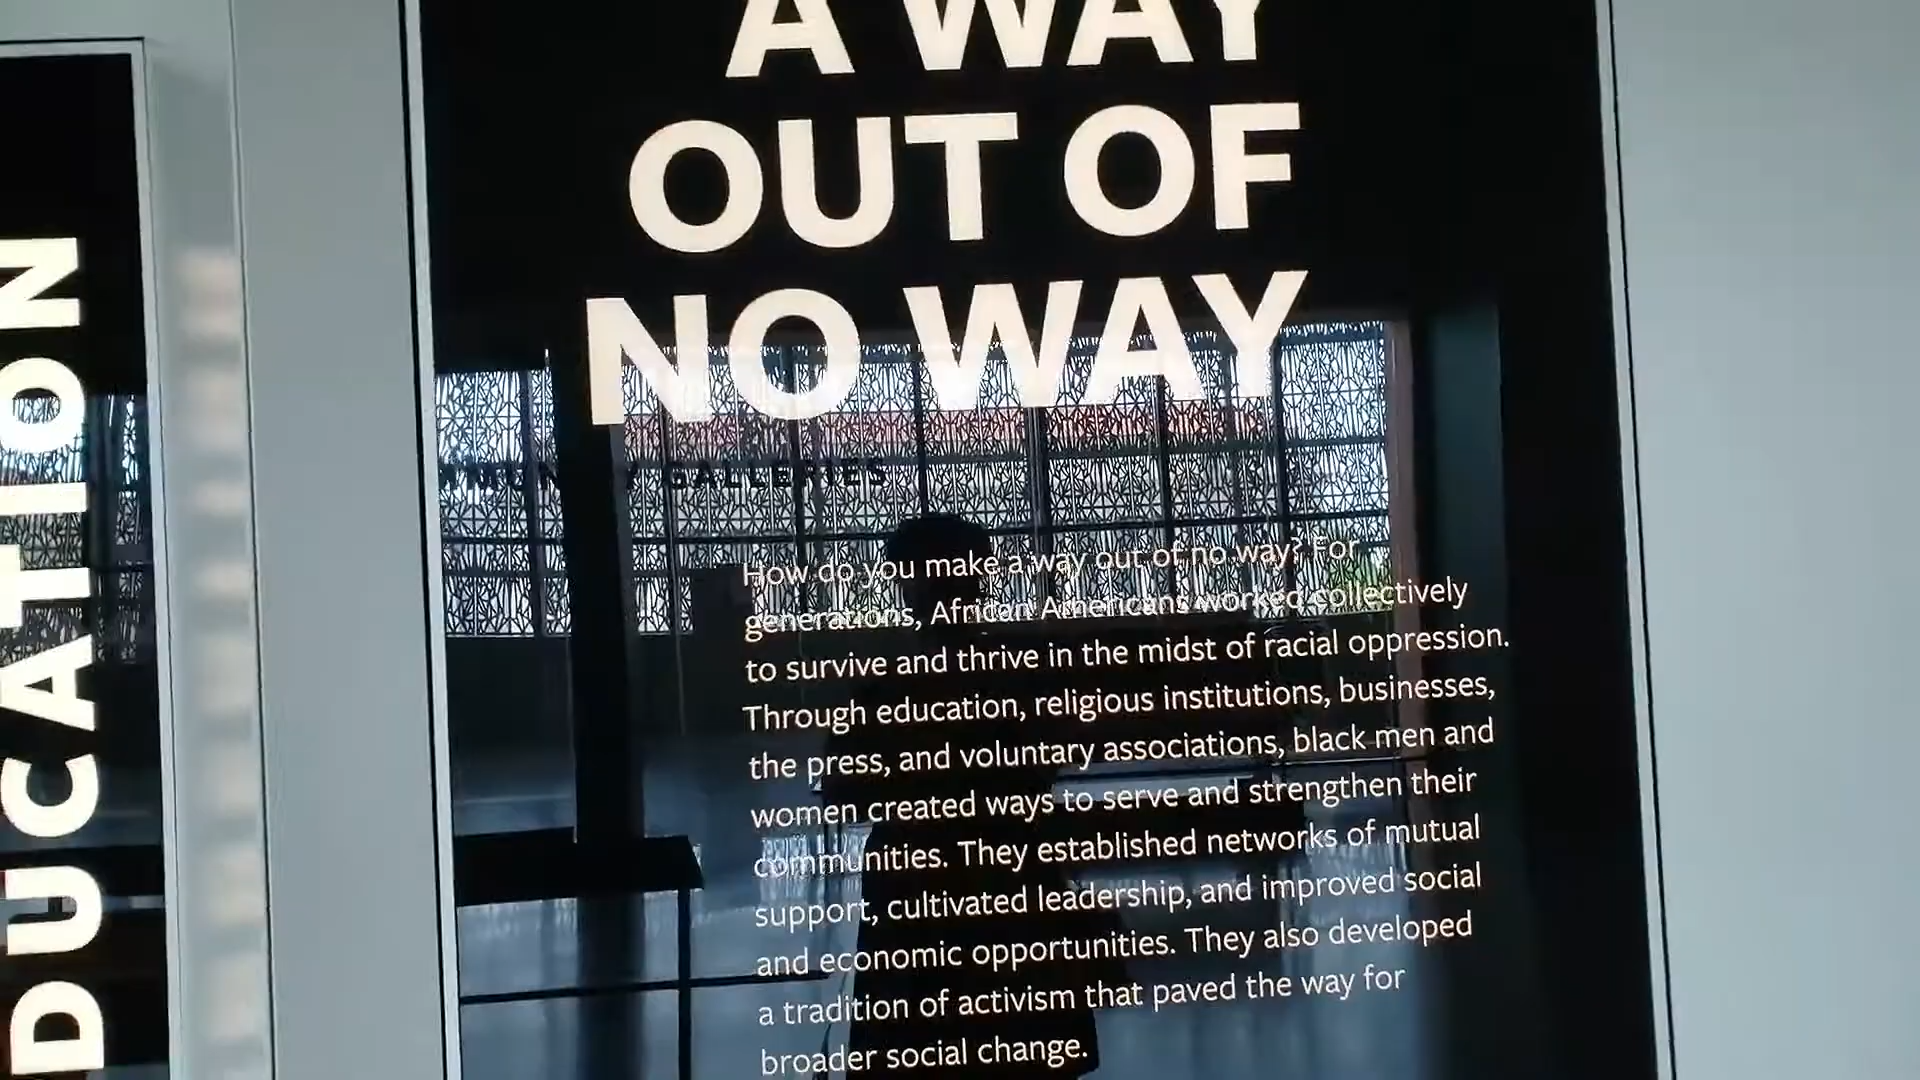 A WAY
OUT OF
NO WAY
GALLERIES
How do you make a way out of no way? For
generations, African Americans worked collectively
to survive and thrive in the midst of racial oppression.
Through education, religious institutions, businesses,
the press, and voluntary associations, black men and
women created ways to serve and strengthen their
communities. They established networks of mutual
support, cultivated leadership, and improved social
and economic opportunities. They also developed
a tradition of activism that paved the way for
broader social change.
DUCATION